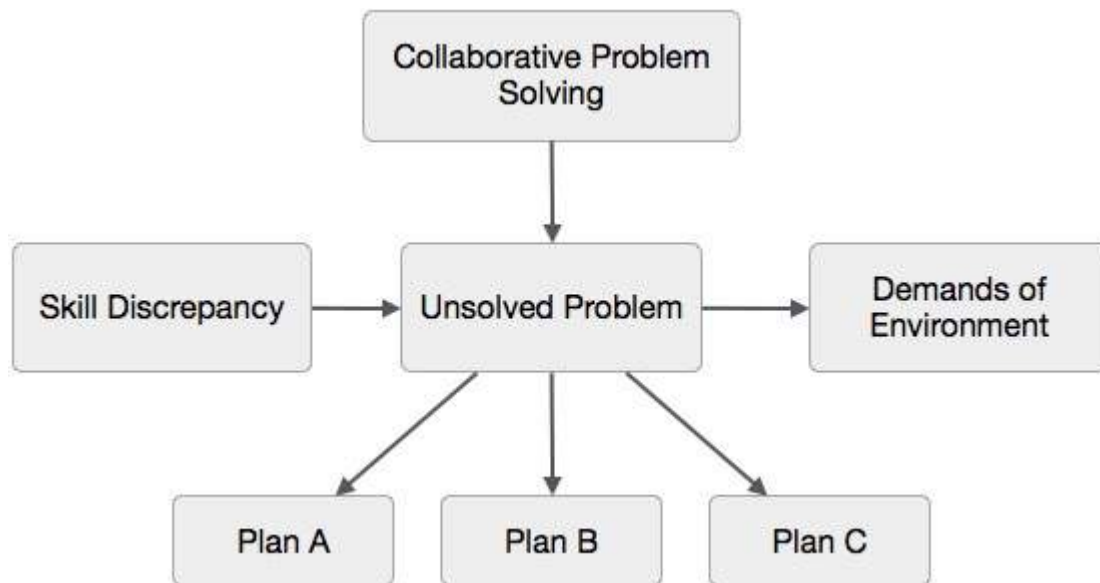 Collaborative Problem
Solving
Skill Discrepancy
Unsolved Problem
Demands of
Environment
Plan A
Plan B
Plan C